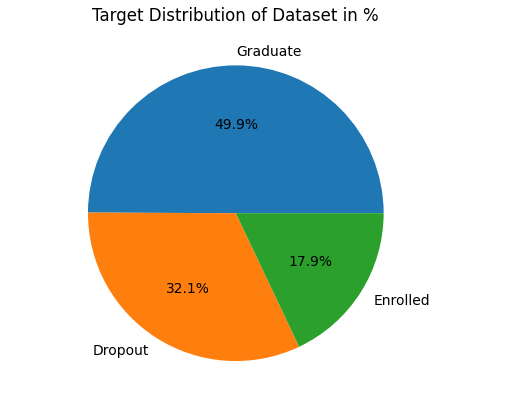 Target Distribution of Dataset in %
Graduate
49.9%
17.9%
32.1%
Enrolled
Dropout